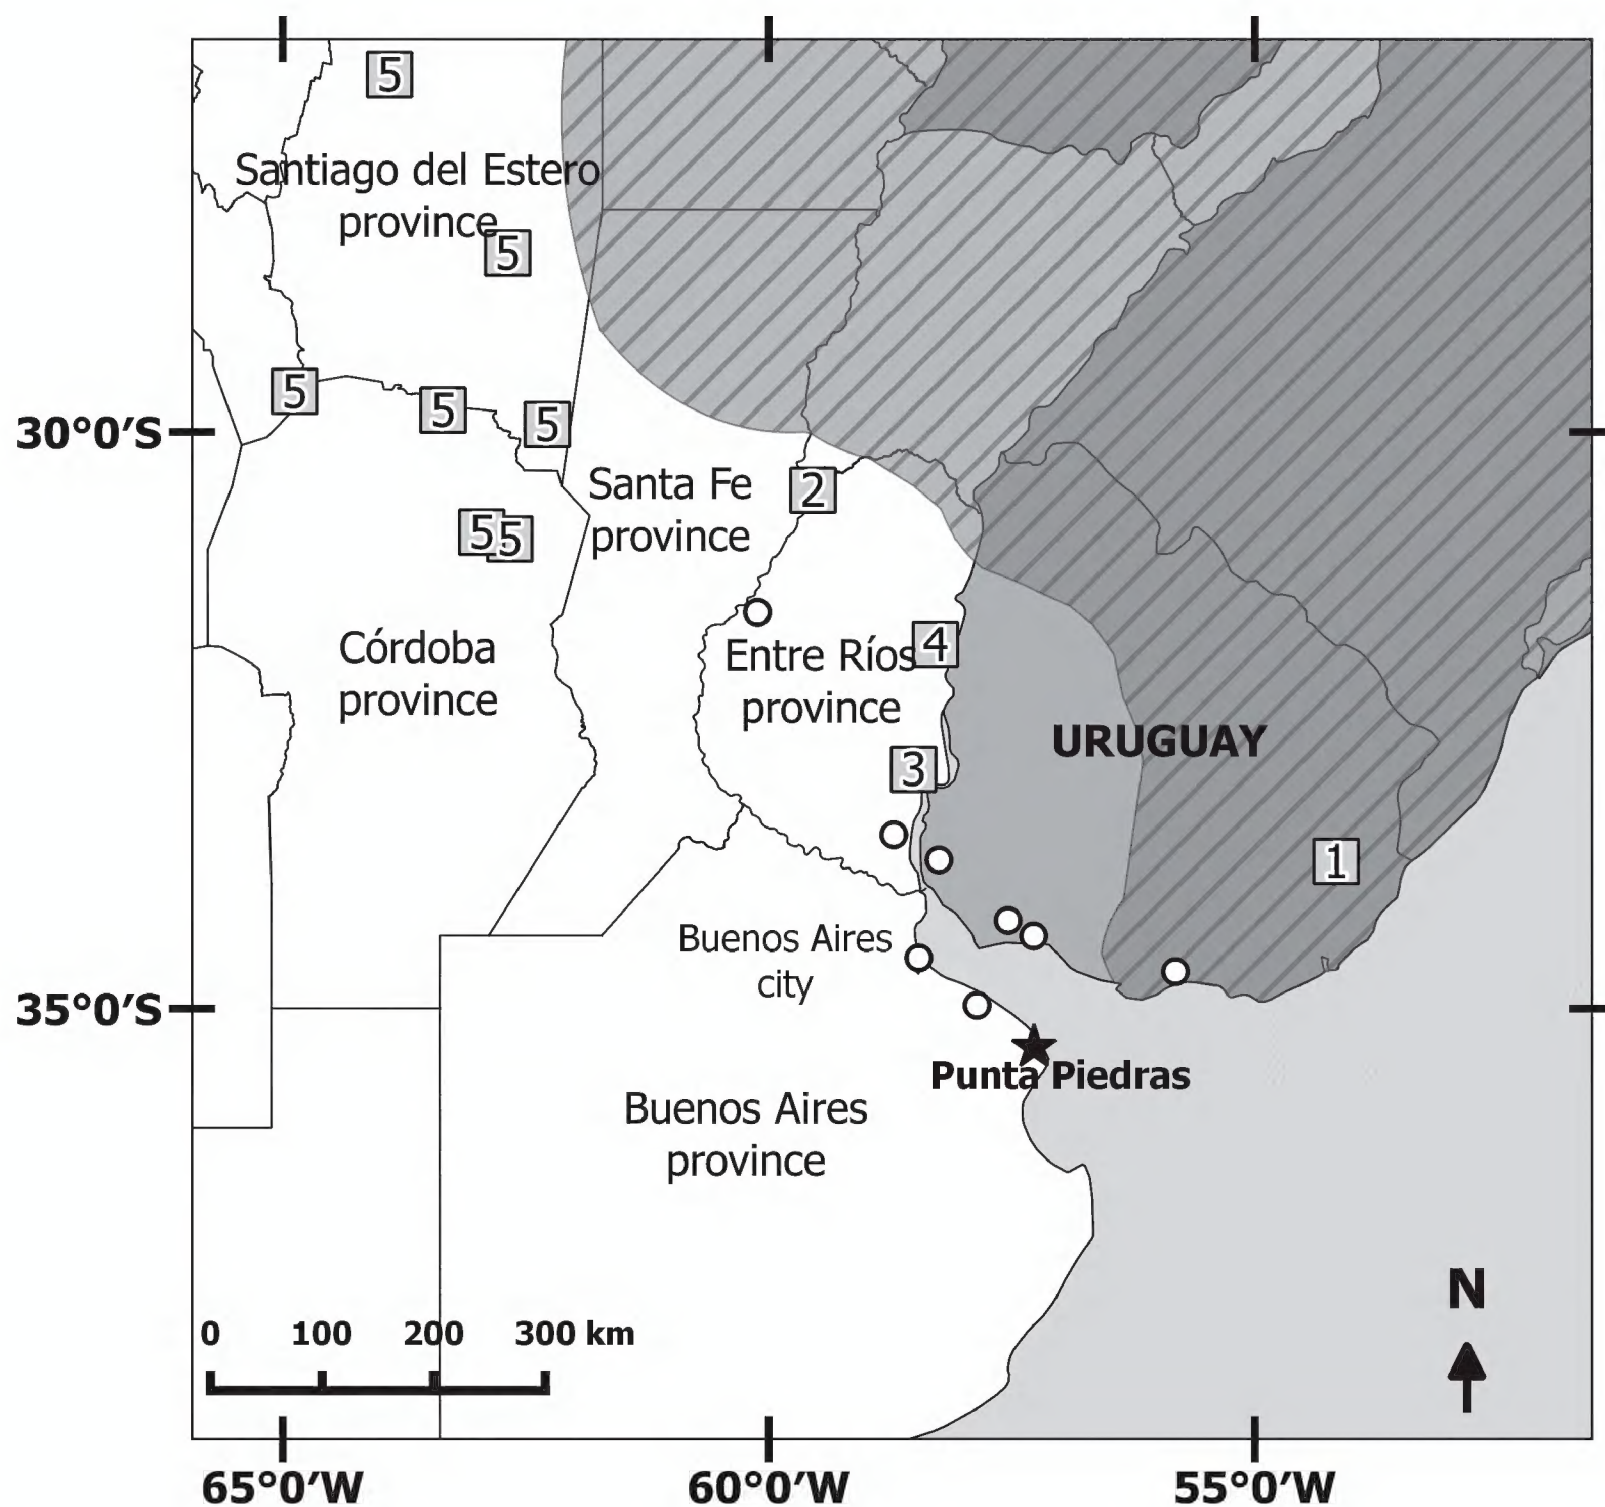 5
Santiago del Estero
province
5
5
5
5
30°0′S
Santa Fe
province
2
5
5
Córdoba
province
Entre Ríos
province
4
URUGUAY
3
1
Buenos Aires
city
35°0′S
Punta Piedras
Buenos Aires
province
N
0 100 200 300 km
65°0′W 60°0′W 55°0′W